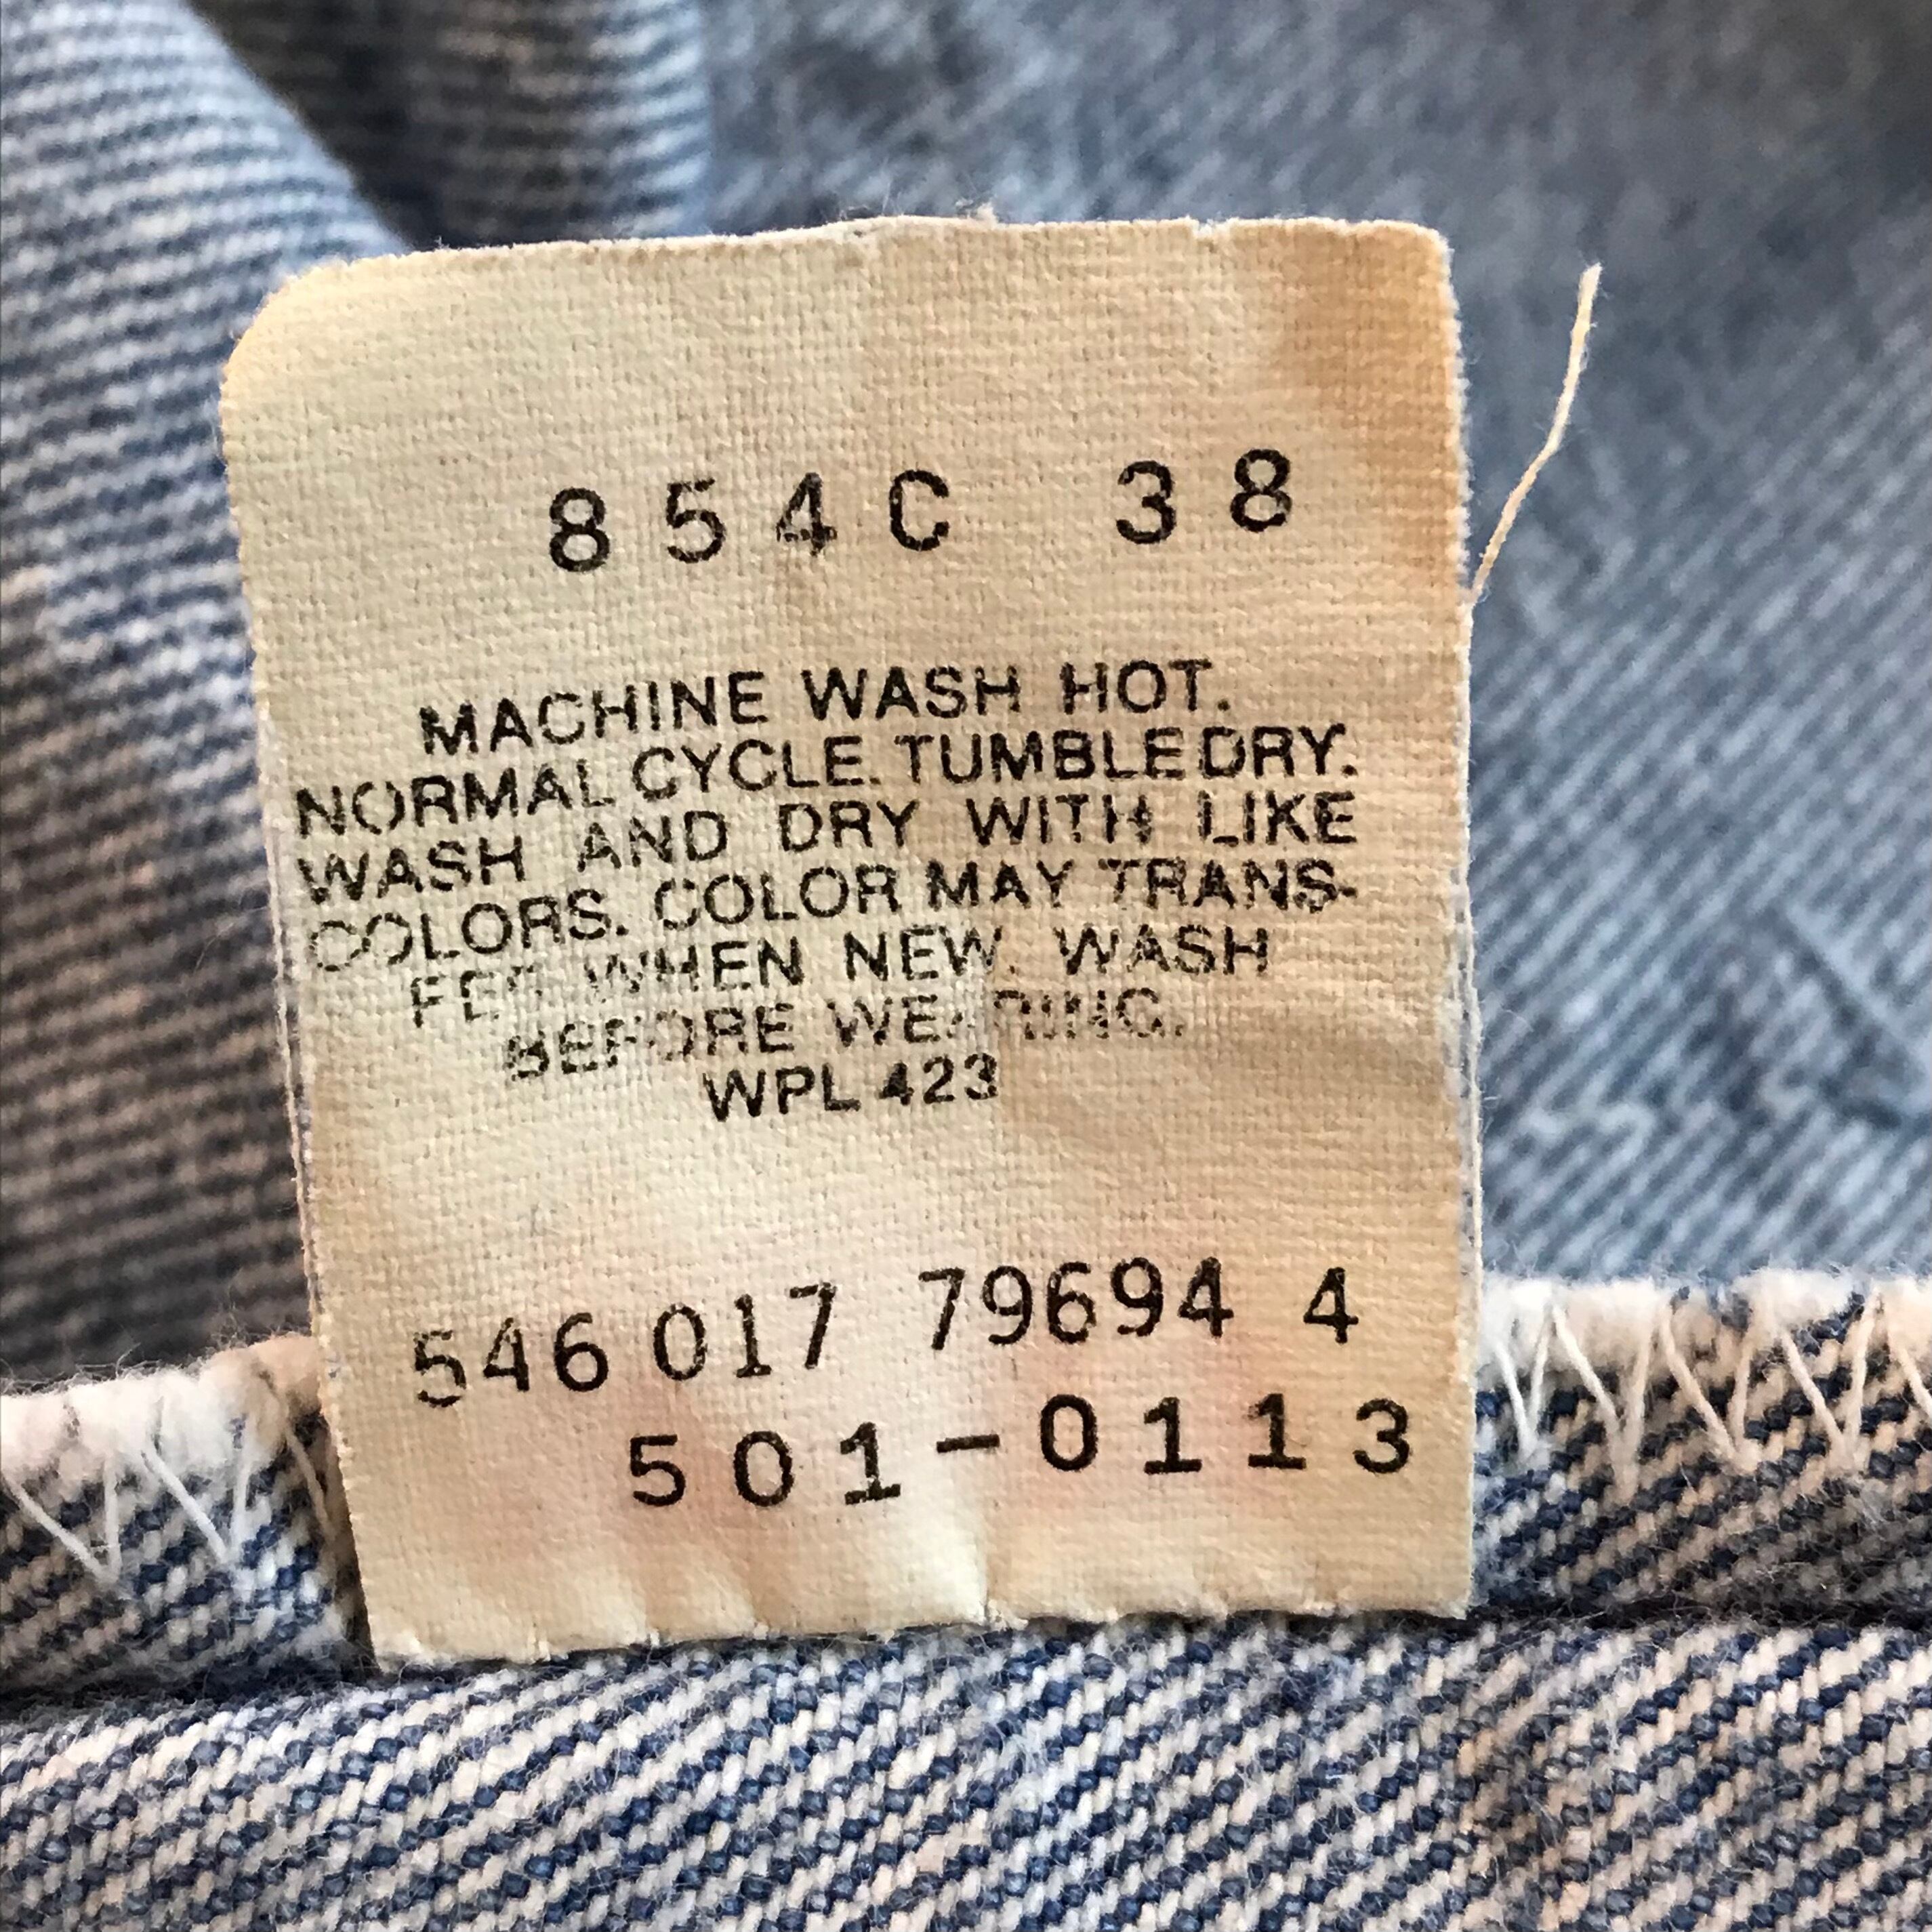 854C 38
MACHINE WASH HOT.
NORMAL CYCLE. TUMBLE DRY.
WASH AND DRY WITH LIKE
COLORS. COLOR MAY TRANS-
FER WHEN NEW. WASH
BEFORE WEARING.
WPL 423
546 017 79694 4
501-0113